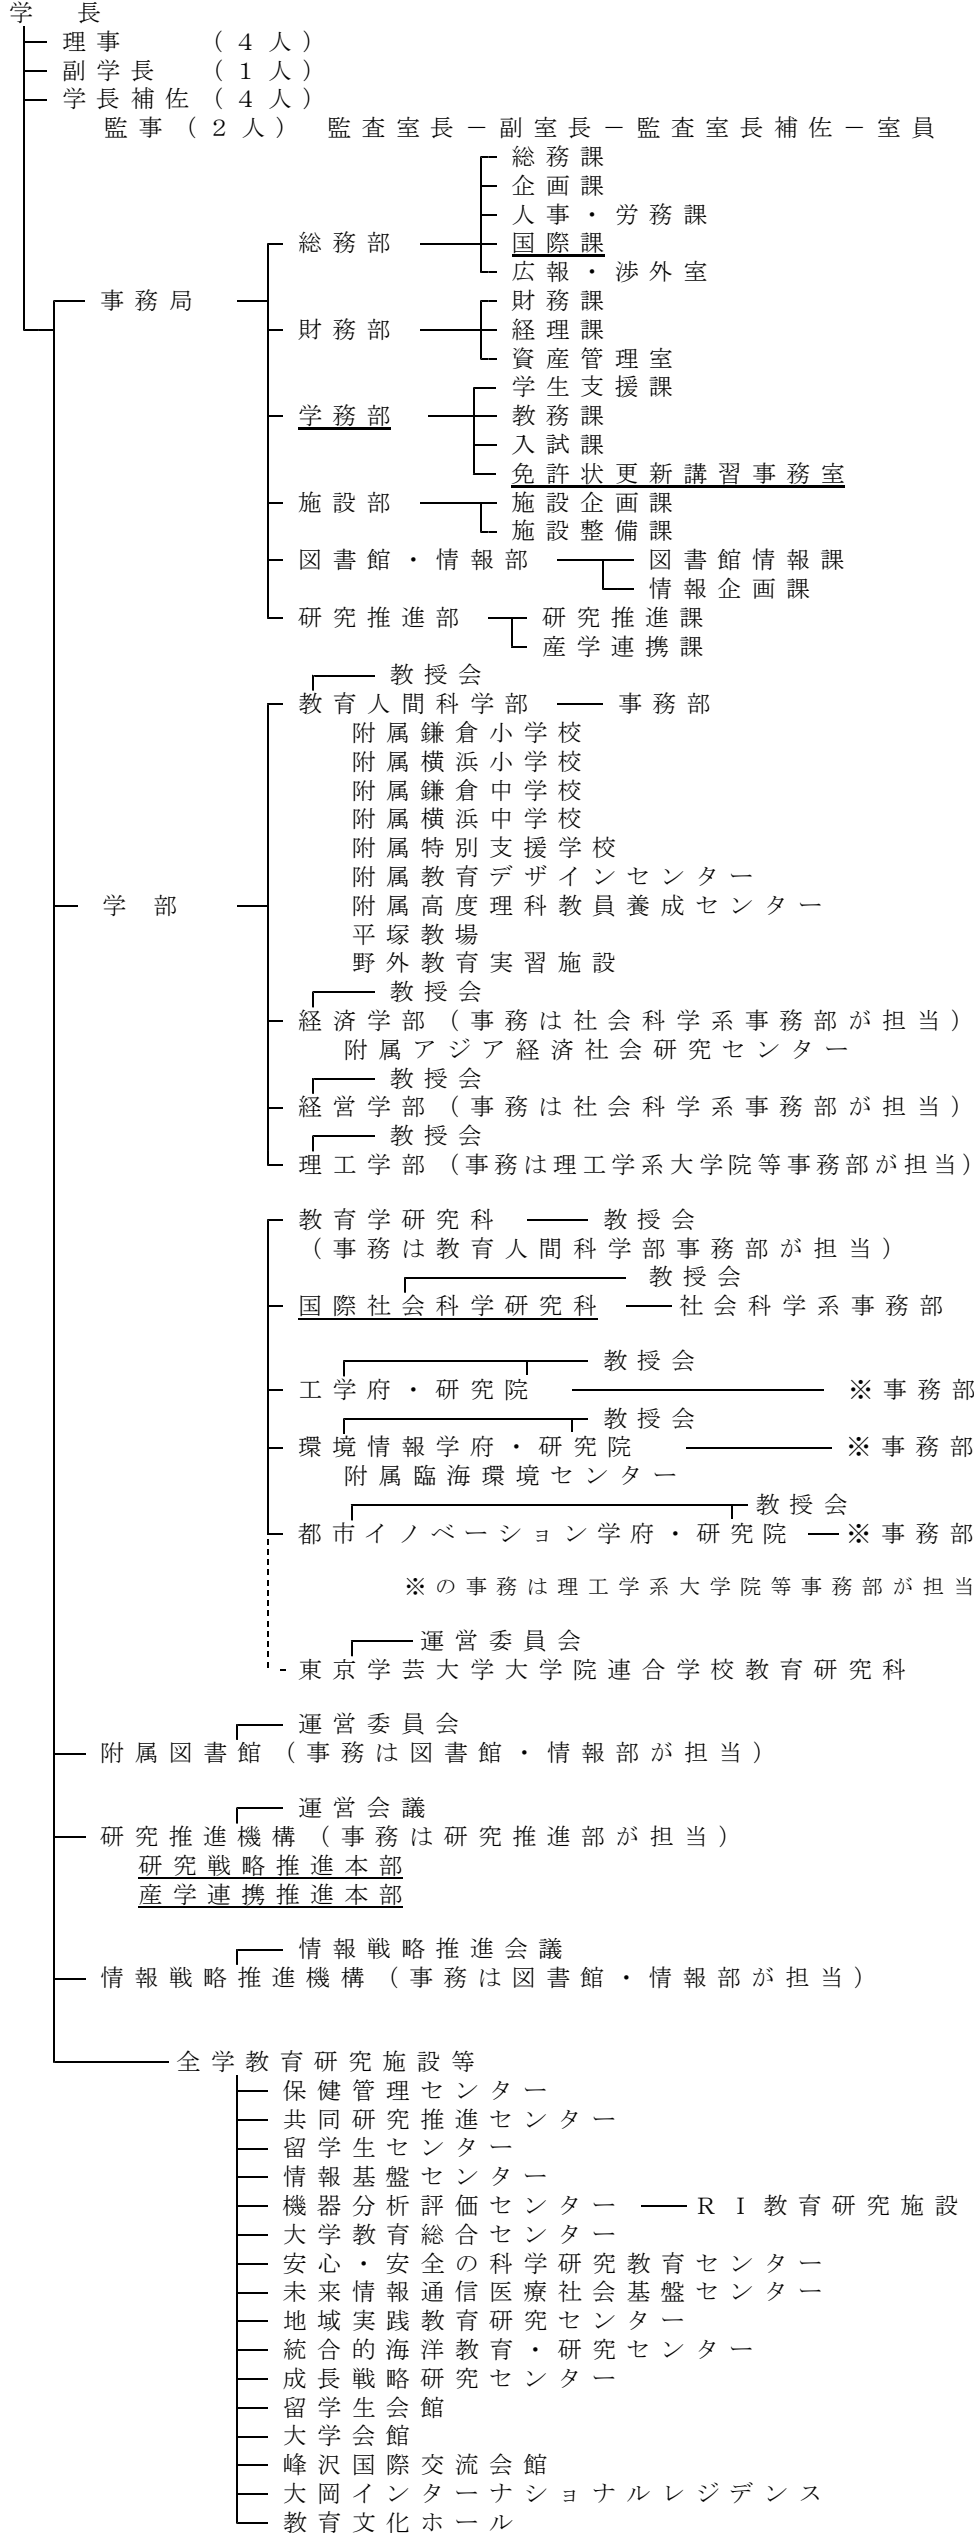 学　長
理事　（４人）
副学長　（１人）
学長補佐（４人）
監事（２人）　監査室長－副室長－監査室長補佐－室員
総務課
企画課
人事・労務課
総務部　国際課
広報・渉外室
事務局　財務課
財務部　経理課
資産管理室
学生支援課
学務部　教務課
入試課
免許状更新講習事務室
施設部　施設企画課
施設整備課
図書館・情報部　図書館情報課
情報企画課
研究推進部　研究推進課
産学連携課
教授会
教育人間科学部　事務部
附属鎌倉小学校
附属横浜小学校
附属鎌倉中学校
附属横浜中学校
附属特別支援学校
附属教育デザインセンター
学　部　附属高度理科教員養成センター
平塚教場
野外教育実習施設
教授会
経済学部（事務は社会科学系事務部が担当）
附属アジア経済社会研究センター
教授会
経営学部（事務は社会科学系事務部が担当）
教授会
理工学部（事務は理工学系大学院等事務部が担当）
教育学研究科　教授会
（事務は教育人間科学部事務部が担当）
教授会
国際社会科学研究科　社会科学系事務部
教授会
工学府・研究院　※事務部
教授会
環境情報学府・研究院　※事務部
附属臨海環境センター
教授会
都市イノベーション学府・研究院　※事務部
※の事務は理工学系大学院等事務部が担当
運営委員会
東京学芸大学大学院連合学校教育研究科
運営委員会
附属図書館（事務は図書館・情報部が担当）
運営会議
研究推進機構（事務は研究推進部が担当）
研究戦略推進本部
産学連携推進本部
情報戦略推進会議
情報戦略推進機構（事務は図書館・情報部が担当）
全学教育研究施設等
保健管理センター
共同研究推進センター
留学生センター
情報基盤センター
機器分析評価センター　ＲＩ教育研究施設
大学教育総合センター
安心・安全の科学研究教育センター
未来情報通信医療社会基盤センター
地域実践教育研究センター
統合的海洋教育・研究センター
成長戦略研究センター
留学生会館
大学会館
峰沢国際交流会館
大岡インターナショナルレジデンス
教育文化ホール